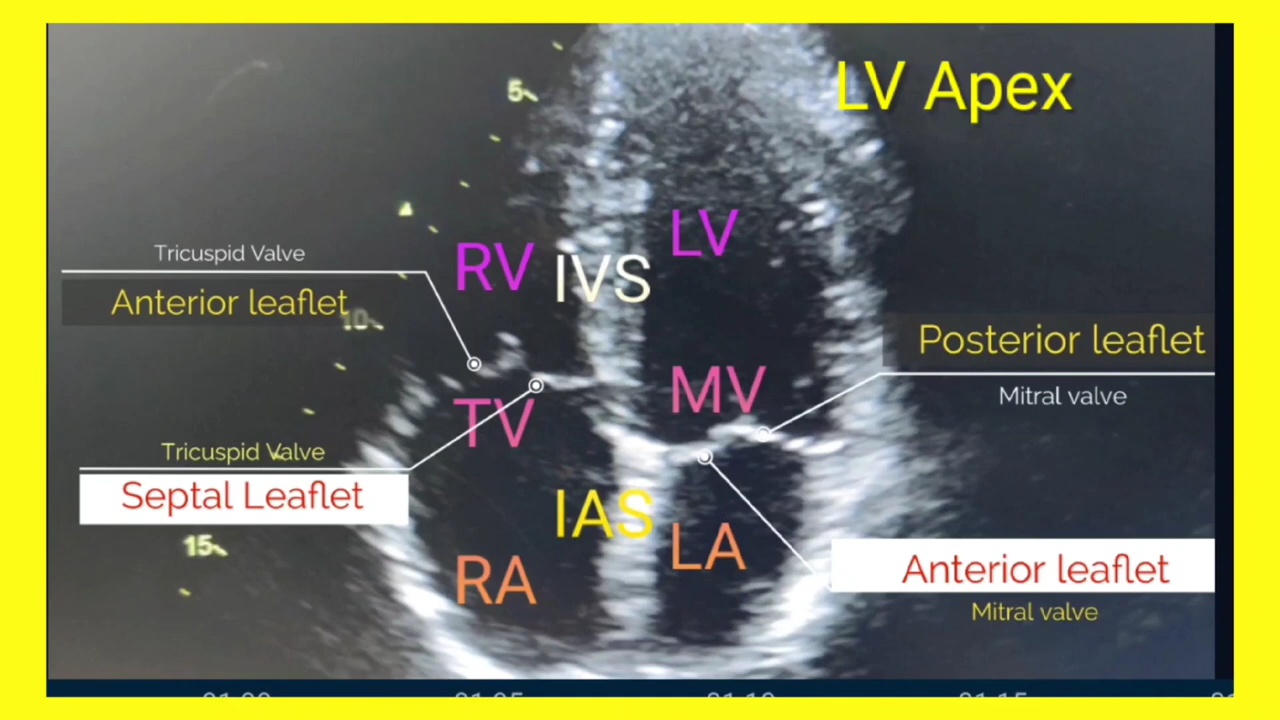 LV Apex
5
4
RV
IVS
LV
Tricuspid Valve
Anterior leaflet
10
Posterior leaflet
MV
Mitral valve
TV
Tricuspid Valve
Septal Leaflet
IAS
15
LA
RA
Anterior leaflet
Mitral valve